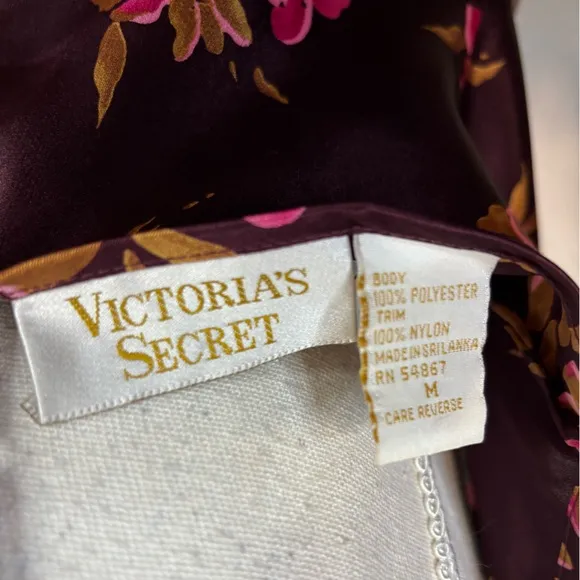 VICTORIA'S
SECRET
BODY
100% POLYESTER
TRIM
100% NYLON
MADE IN SRI LANKA
RN 54867
M
CARE REVERSE